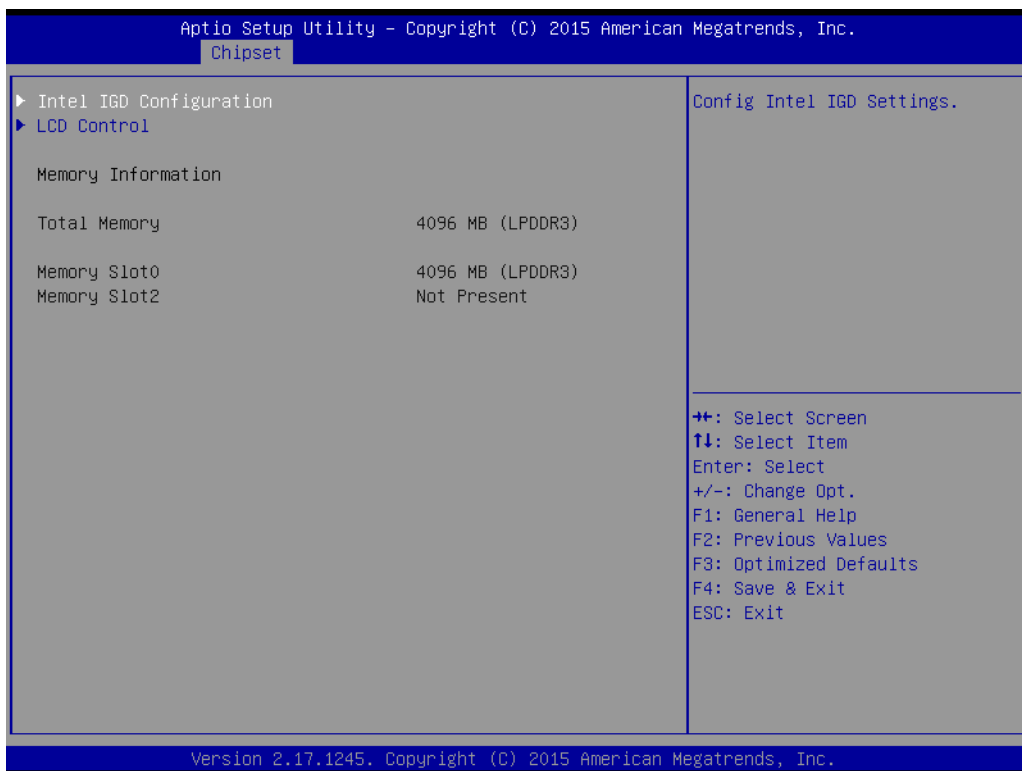 Aptio Setup Utility – Copyright (C) 2015 American Megatrends, Inc.
Chipset
▶ Intel IGD Configuration
▶ LCD Control
Memory Information
Total Memory 4096 MB (LPDDR3)
Memory Slot0 4096 MB (LPDDR3)
Memory Slot2 Not Present
Config Intel IGD Settings.
→←: Select Screen
↑↓: Select Item
Enter: Select
+/-: Change Opt.
F1: General Help
F2: Previous Values
F3: Optimized Defaults
F4: Save & Exit
ESC: Exit
Version 2.17.1245. Copyright (C) 2015 American Megatrends, Inc.